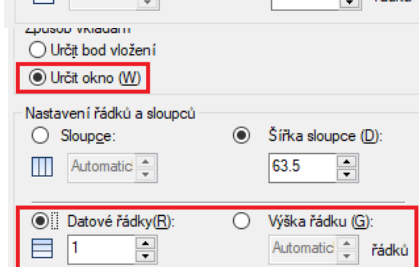 řádků
Způsob vkládání
Určit bod vložení
Určit okno (W)
Nastavení řádků a sloupců
Sloupce:
Šířka sloupce (D):
Automatic
63.5
Datové řádky(R):
Výška řádku (G):
1
Automatic
řádků